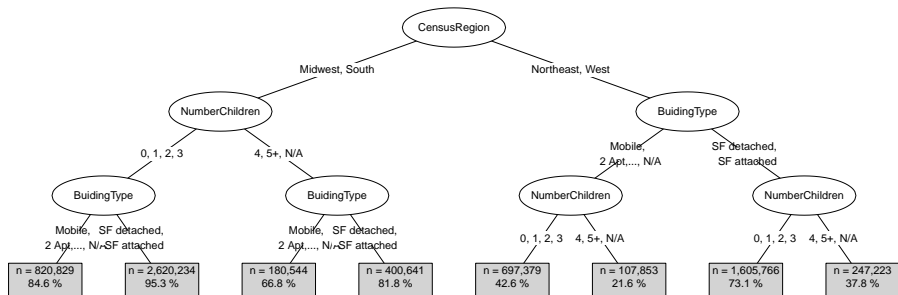 CensusRegion
Midwest, South
Northeast, West
NumberChildren
BuidingType
0, 1, 2, 3
4, 5+, N/A
Mobile,
2 Apt,..., N/A
SF detached,
SF attached
BuidingType
BuidingType
NumberChildren
NumberChildren
Mobile,
2 Apt,..., N/A
SF detached,
SF attached
Mobile,
2 Apt,..., N/A
SF detached,
SF attached
0, 1, 2, 3
4, 5+, N/A
0, 1, 2, 3
4, 5+, N/A
n = 820,829
84.6 %
n = 2,620,234
95.3 %
n = 180,544
66.8 %
n = 400,641
81.8 %
n = 697,379
42.6 %
n = 107,853
21.6 %
n = 1,605,766
73.1 %
n = 247,223
37.8 %